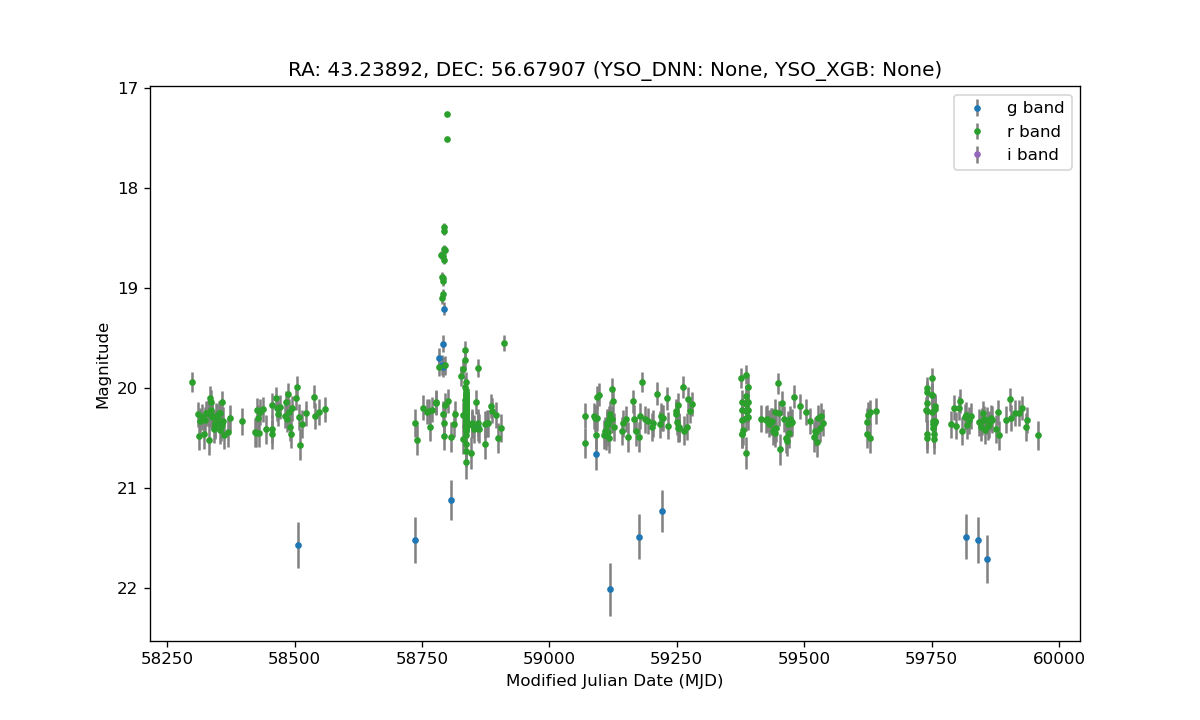 RA: 43.23892, DEC: 56.67907 (YSO_DNN: None, YSO_XGB: None)
17
18
19
20
21
22
Magnitude
g band
r band
i band
58250
58500
58750
59000
59250
59500
59750
60000
Modified Julian Date (MJD)